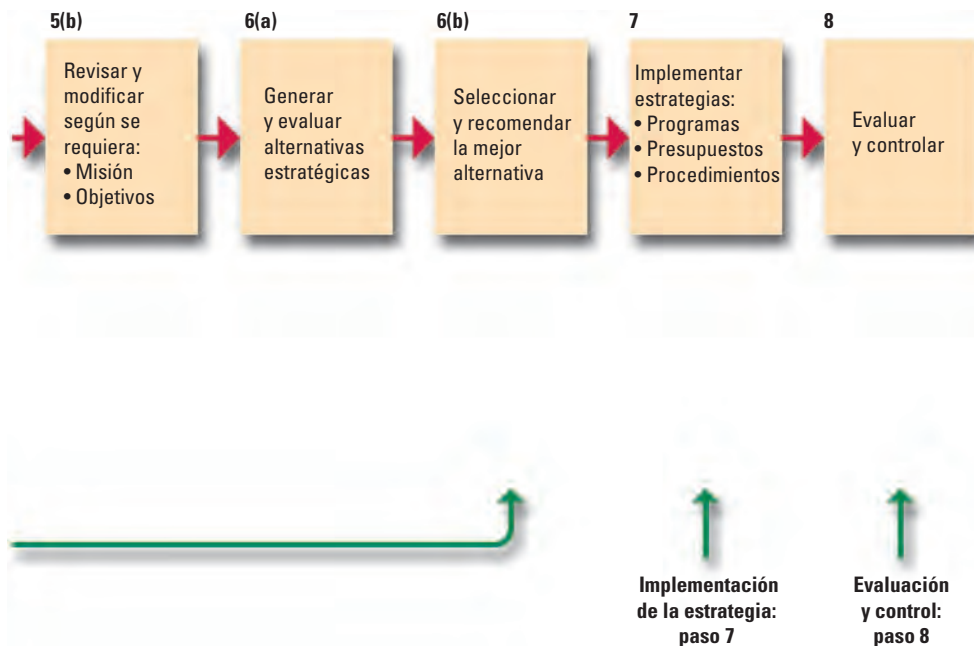 5(b)
Revisar y
modificar
según se
requiera:
• Misión
• Objetivos
6(a)
Generar
y evaluar
alternativas
estratégicas
6(b)
Seleccionar
y recomendar
la mejor
alternativa
7
Implementar
estrategias:
• Programas
• Presupuestos
• Procedimientos
8
Evaluar
y controlar
Implementación
de la estrategia:
paso 7
Evaluación
y control:
paso 8